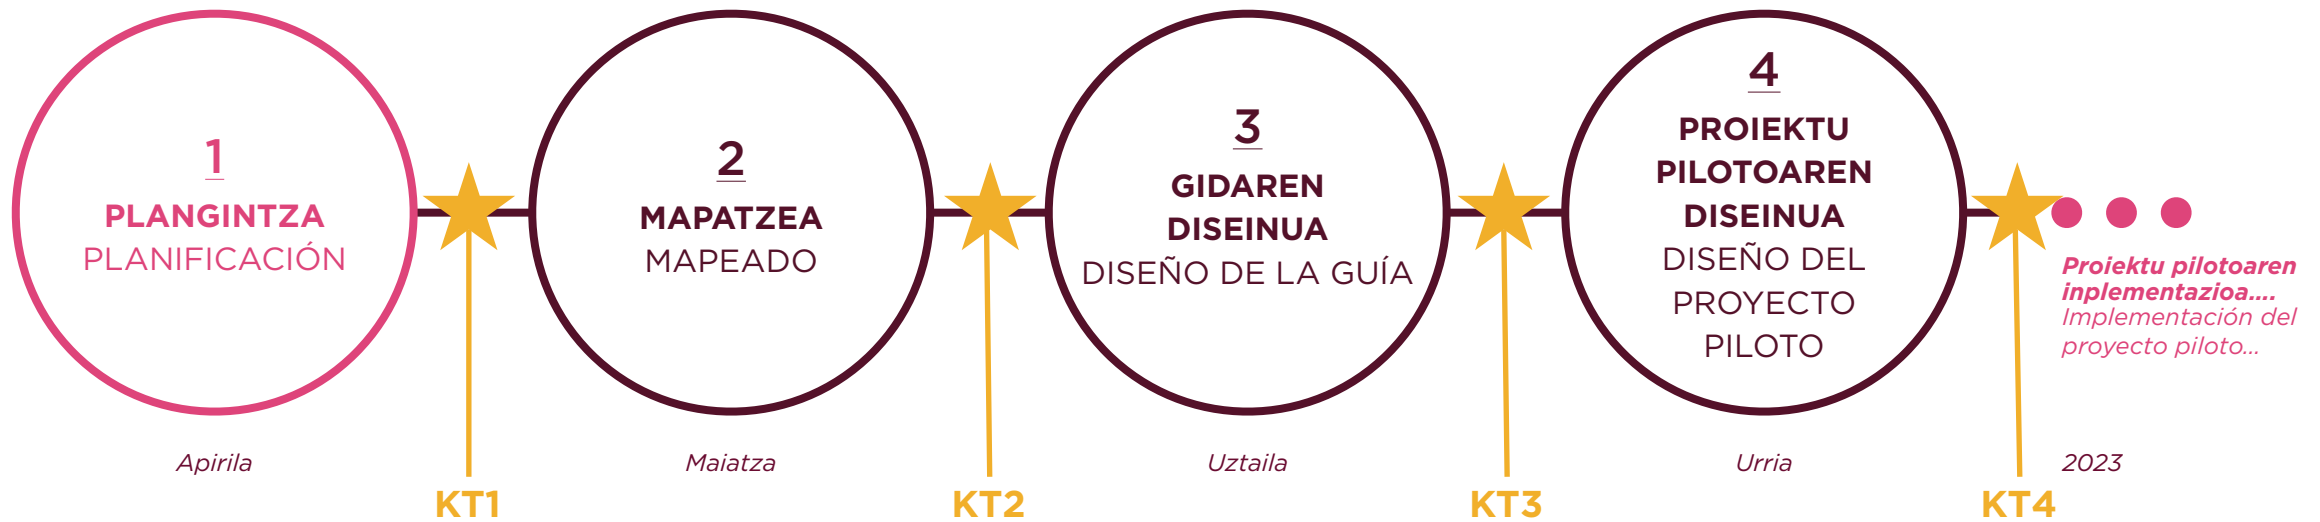 1
PLANGINTZA
PLANIFICACIÓN
2
MAPATZEA
MAPEADO
3
GIDAREN
DISEINUA
DISEÑO DE LA GUÍA
4
PROIEKTU
PILOTOAREN
DISEINUA
DISEÑO DEL
PROYECTO
PILOTO
Proiektu pilotoaren
inplementazioa....
Implementación del
proyecto piloto...
Apirila
Maiatza
Uztaila
Urria
2023
KT1
KT2
KT3
KT4